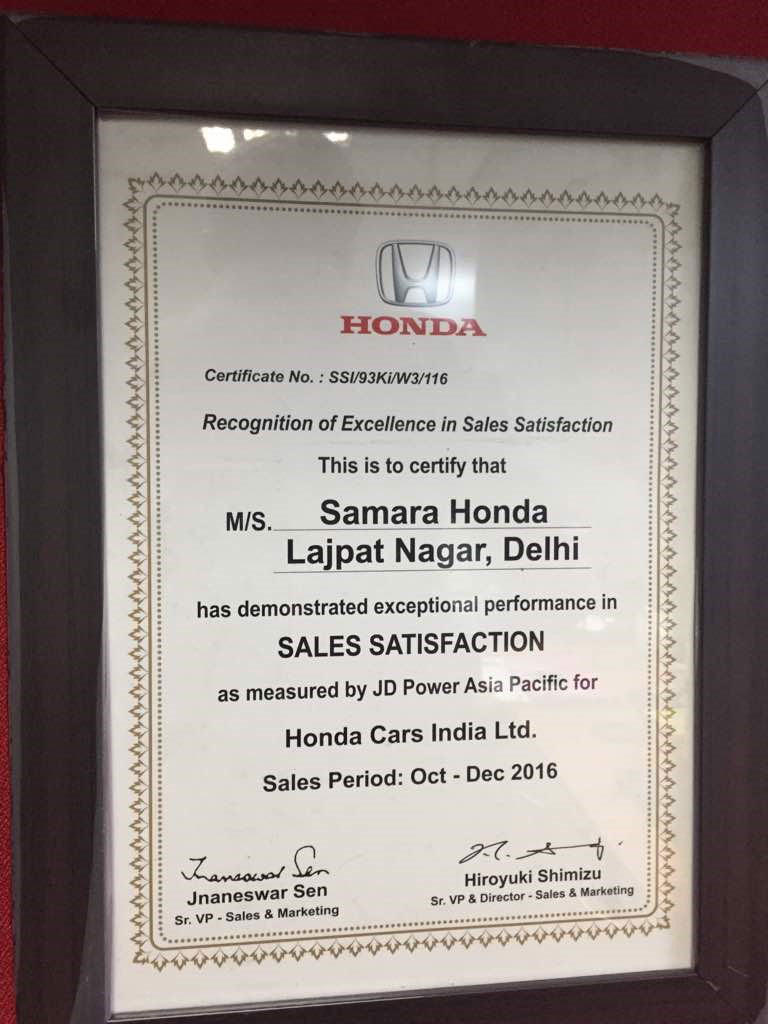 HONDA
Certificate No. : SSI/93Ki/W3/116
Recognition of Excellence in Sales Satisfaction
This is to certify that
M/S. Samara Honda
Lajpat Nagar, Delhi
has demonstrated exceptional performance in
SALES SATISFACTION
as measured by JD Power Asia Pacific for
Honda Cars India Ltd.
Sales Period: Oct - Dec 2016
Jnaneswar Sen
Jnaneswar Sen
Sr. VP - Sales & Marketing
Hiroyuki Shimizu
Sr. VP & Director - Sales & Marketing